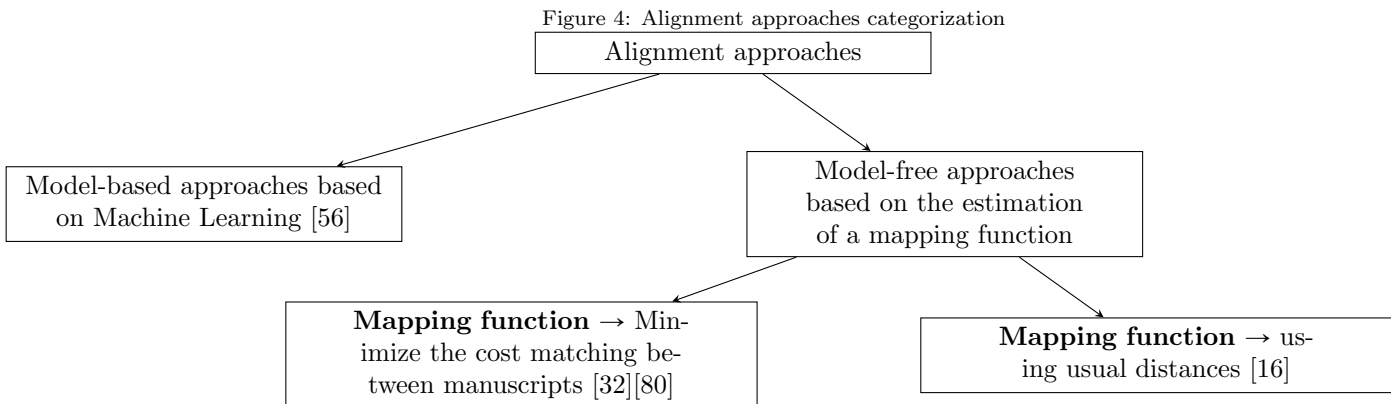 Figure 4: Alignment approaches categorization
Alignment approaches
Model-based approaches based
on Machine Learning [56]
Model-free approaches
based on the estimation
of a mapping function
Mapping function → Min-
imize the cost matching be-
tween manuscripts [32][80]
Mapping function → us-
ing usual distances [16]